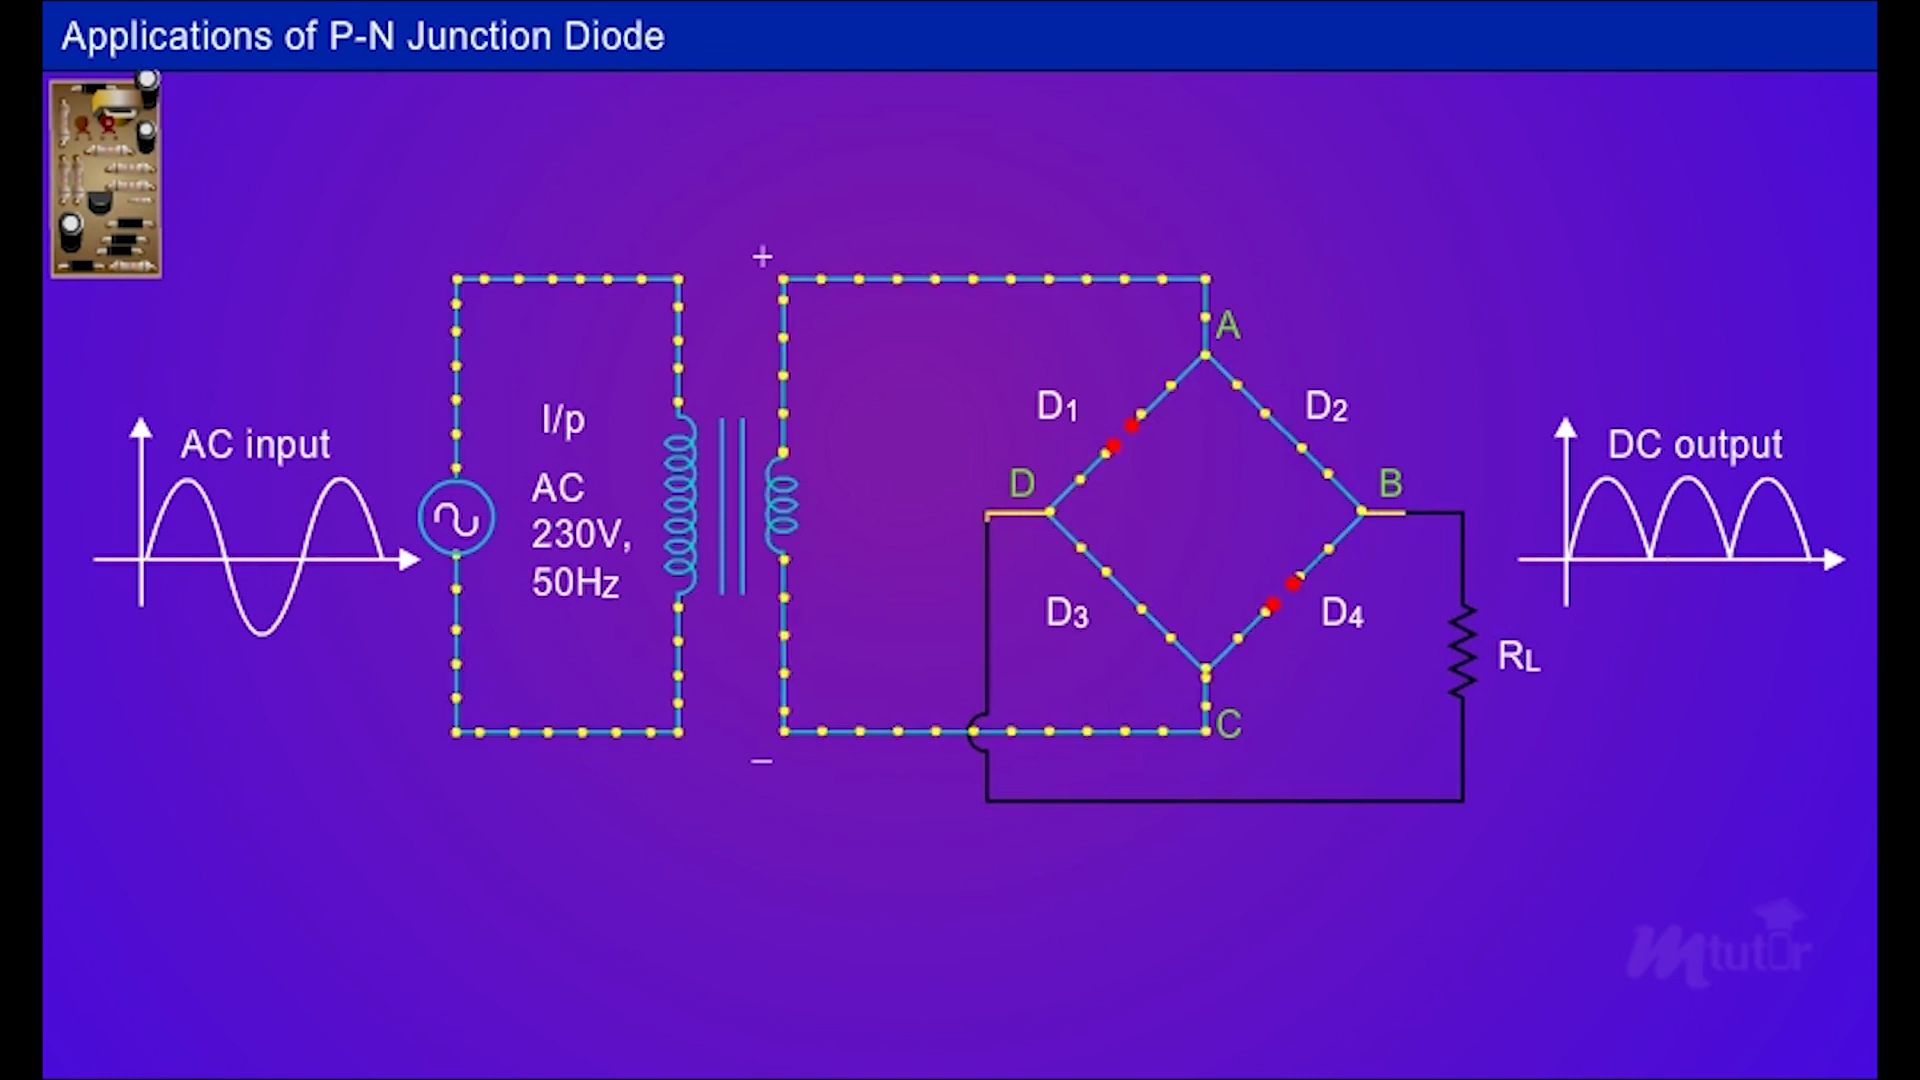 Applications of P-N Junction Diode
+
A
D1
D2
I/p
AC input
DC output
AC
230V,
50Hz
D
B
D3
D4
RL
C
–
mtutor